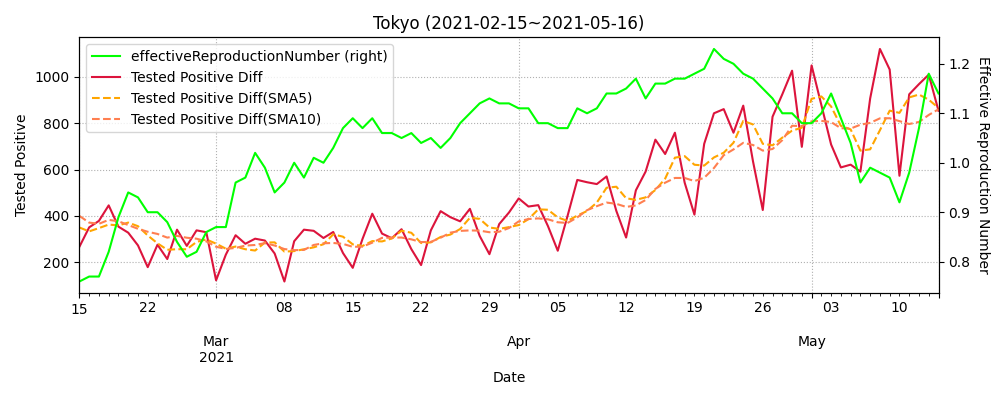 Tokyo (2021-02-15~2021-05-16)
effectiveReproductionNumber (right)
Tested Positive Diff
Tested Positive Diff(SMA5)
Tested Positive Diff(SMA10)
Tested Positive
1000
800
600
400
200
Effective Reproduction Number
1.2
1.1
1.0
0.9
0.8
15 22 08 15 22 29 05 12 19 26 03 10
Mar Apr May
2021
Date